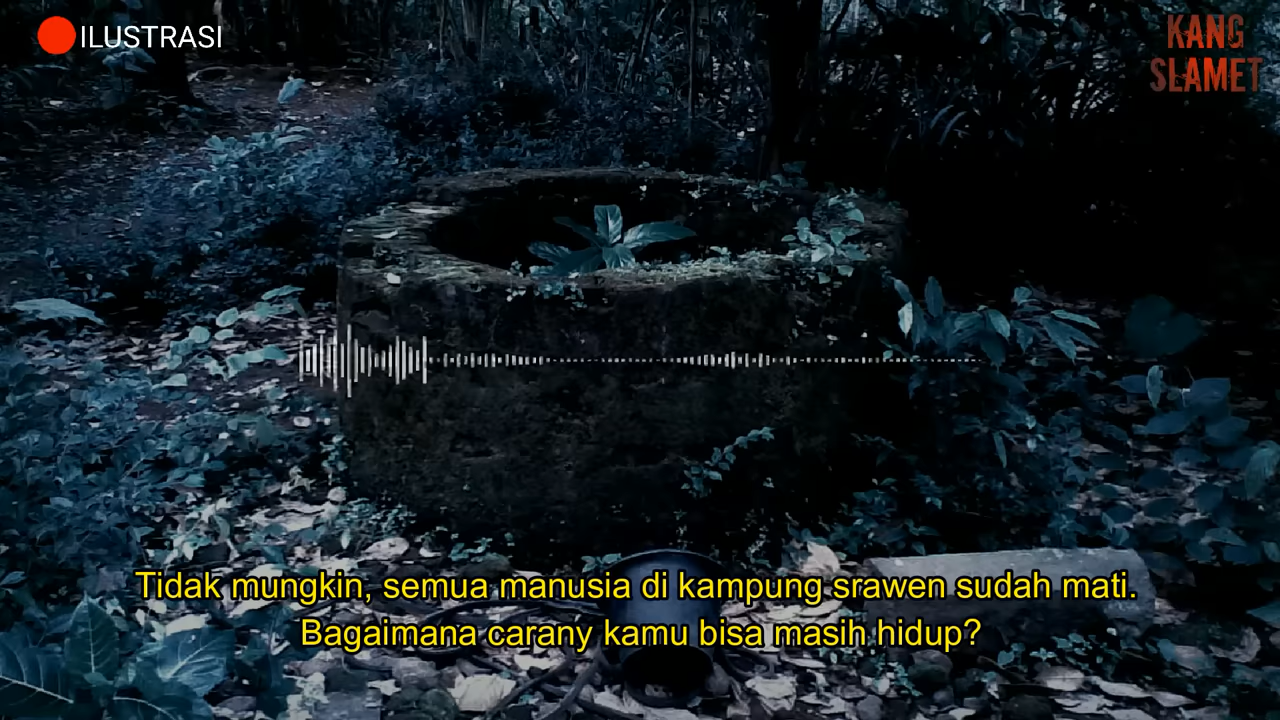 ILUSTRASI
KANG
SLAMET
Tidak mungkin, semua manusia di kampung srawen sudah mati.
Bagaimana carany kamu bisa masih hidup?